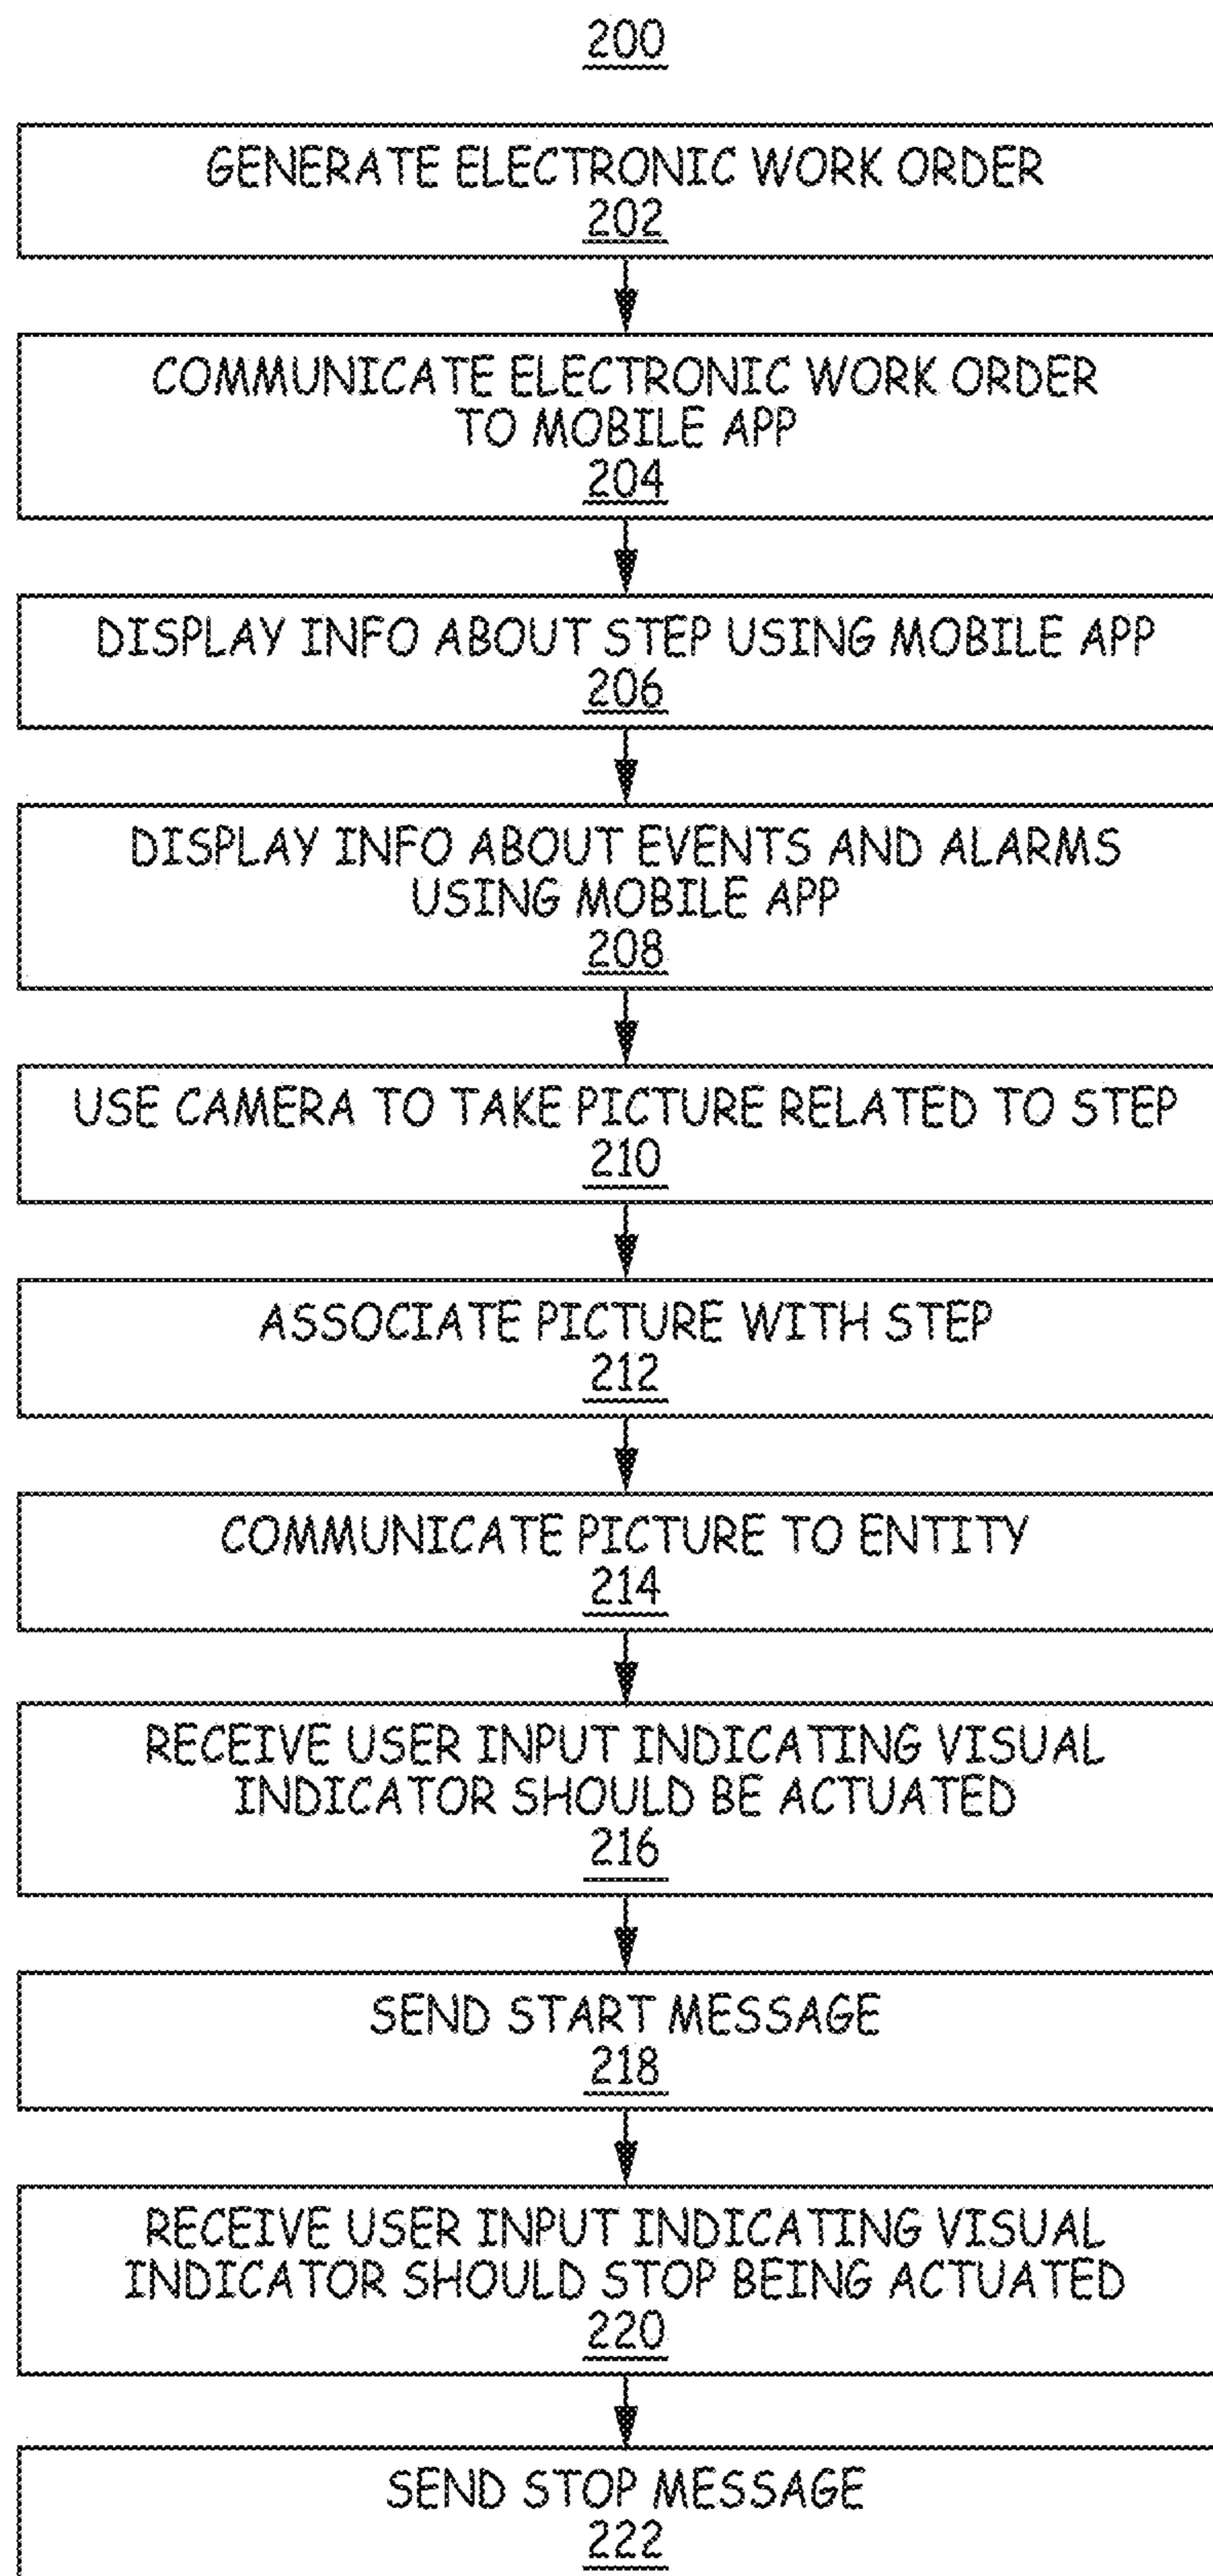 200
GENERATE ELECTRONIC WORK ORDER
202
COMMUNICATE ELECTRONIC WORK ORDER
TO MOBILE APP
204
DISPLAY INFO ABOUT STEP USING MOBILE APP
206
DISPLAY INFO ABOUT EVENTS AND ALARMS
USING MOBILE APP
208
USE CAMERA TO TAKE PICTURE RELATED TO STEP
210
ASSOCIATE PICTURE WITH STEP
212
COMMUNICATE PICTURE TO ENTITY
214
RECEIVE USER INPUT INDICATING VISUAL
INDICATOR SHOULD BE ACTUATED
216
SEND START MESSAGE
218
RECEIVE USER INPUT INDICATING VISUAL
INDICATOR SHOULD STOP BEING ACTUATED
220
SEND STOP MESSAGE
222